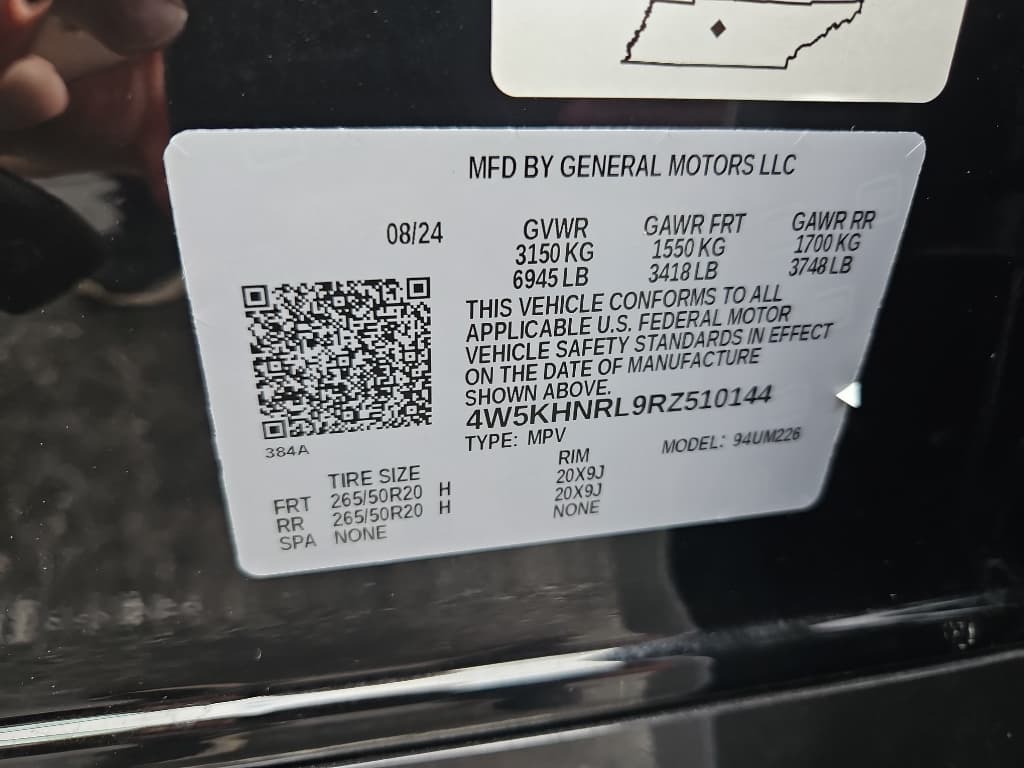 MFD BY GENERAL MOTORS LLC
08/24 GVWR GAWR FRT GAWR RR
3150 KG 1550 KG 1700 KG
6945 LB 3418 LB 3748 LB
THIS VEHICLE CONFORMS TO ALL
APPLICABLE U.S. FEDERAL MOTOR
VEHICLE SAFETY STANDARDS IN EFFECT
ON THE DATE OF MANUFACTURE
SHOWN ABOVE.
4W5KHNRL9RZ510144
TYPE: MPV MODEL: 94UM226
384A
TIRE SIZE RIM
FRT 265/50R20 H 20X9J
RR 265/50R20 H 20X9J
SPA NONE NONE